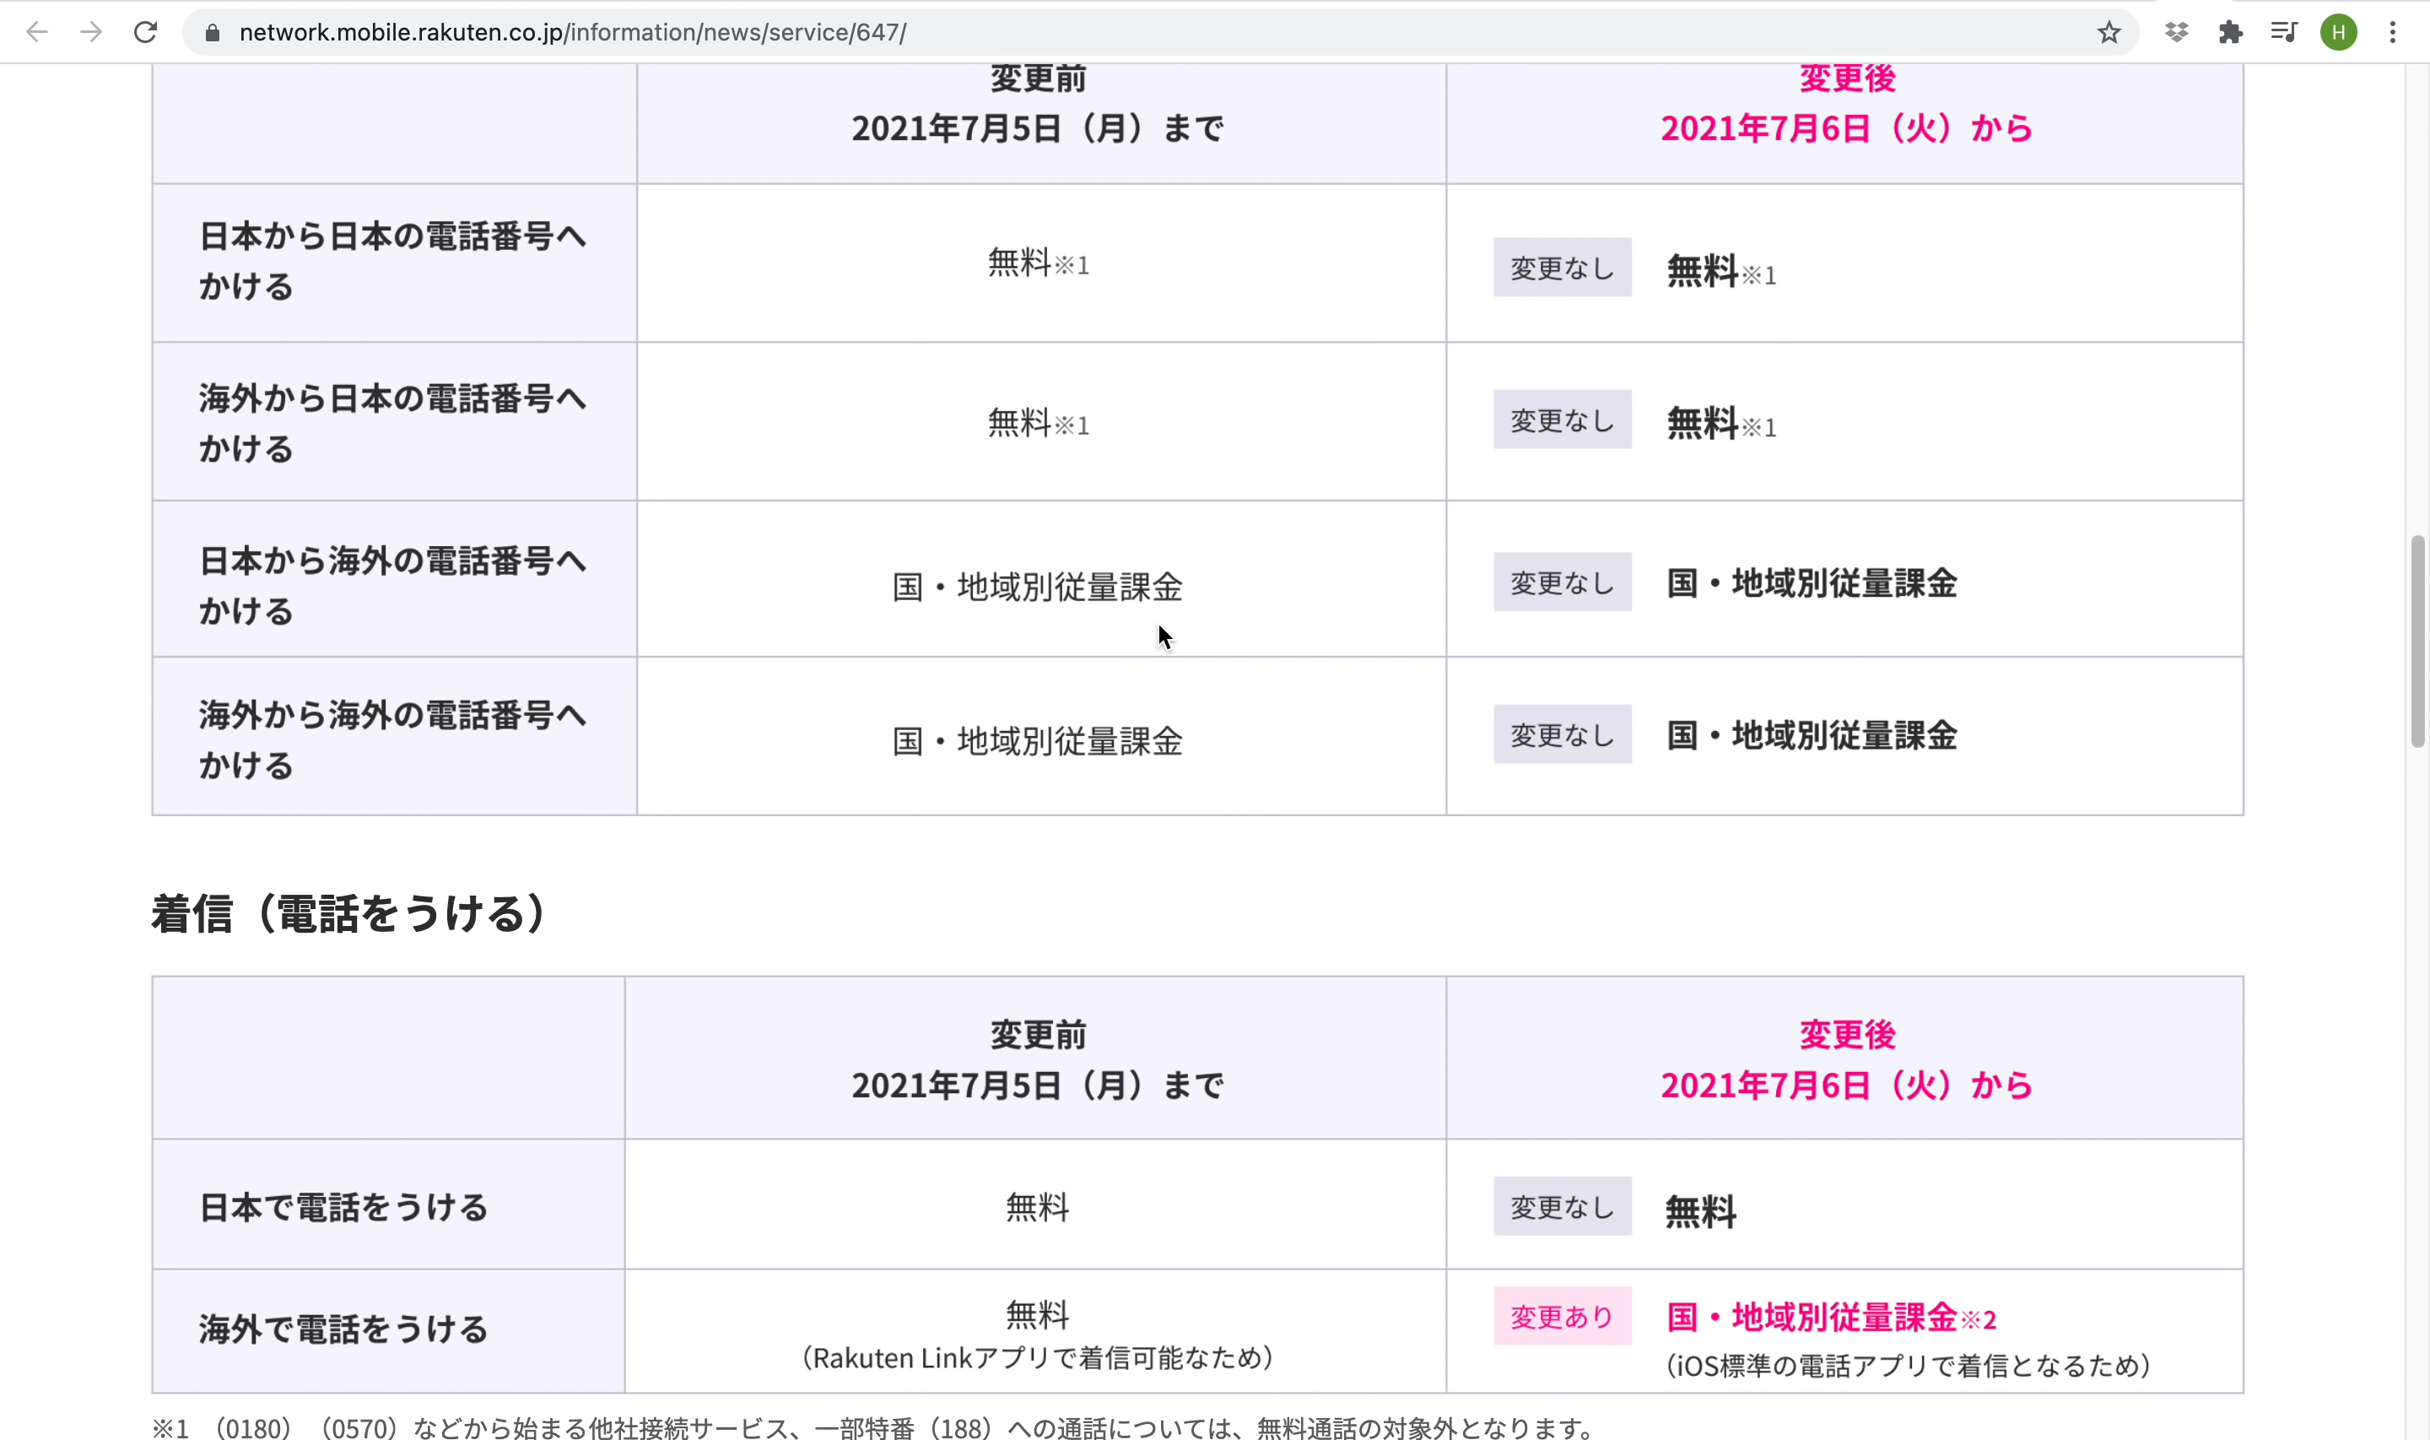 network.mobile.rakuten.co.jp/information/news/service/647/
H
変更前
2021年7月5日（月）まで
変更後
2021年7月6日（火）から
日本から日本の電話番号へ
かける
無料※1
変更なし
無料※1
海外から日本の電話番号へ
かける
無料※1
変更なし
無料※1
日本から海外の電話番号へ
かける
国・地域別従量課金
変更なし
国・地域別従量課金
海外から海外の電話番号へ
かける
国・地域別従量課金
変更なし
国・地域別従量課金
着信（電話をうける）
変更前
2021年7月5日（月）まで
変更後
2021年7月6日（火）から
日本で電話をうける
無料
変更なし
無料
海外で電話をうける
無料
（Rakuten Linkアプリで着信可能なため）
変更あり
国・地域別従量課金※2
（iOS標準の電話アプリで着信となるため）
※1 （0180）（0570）などから始まる他社接続サービス、一部特番（188）への通話については、無料通話の対象外となります。